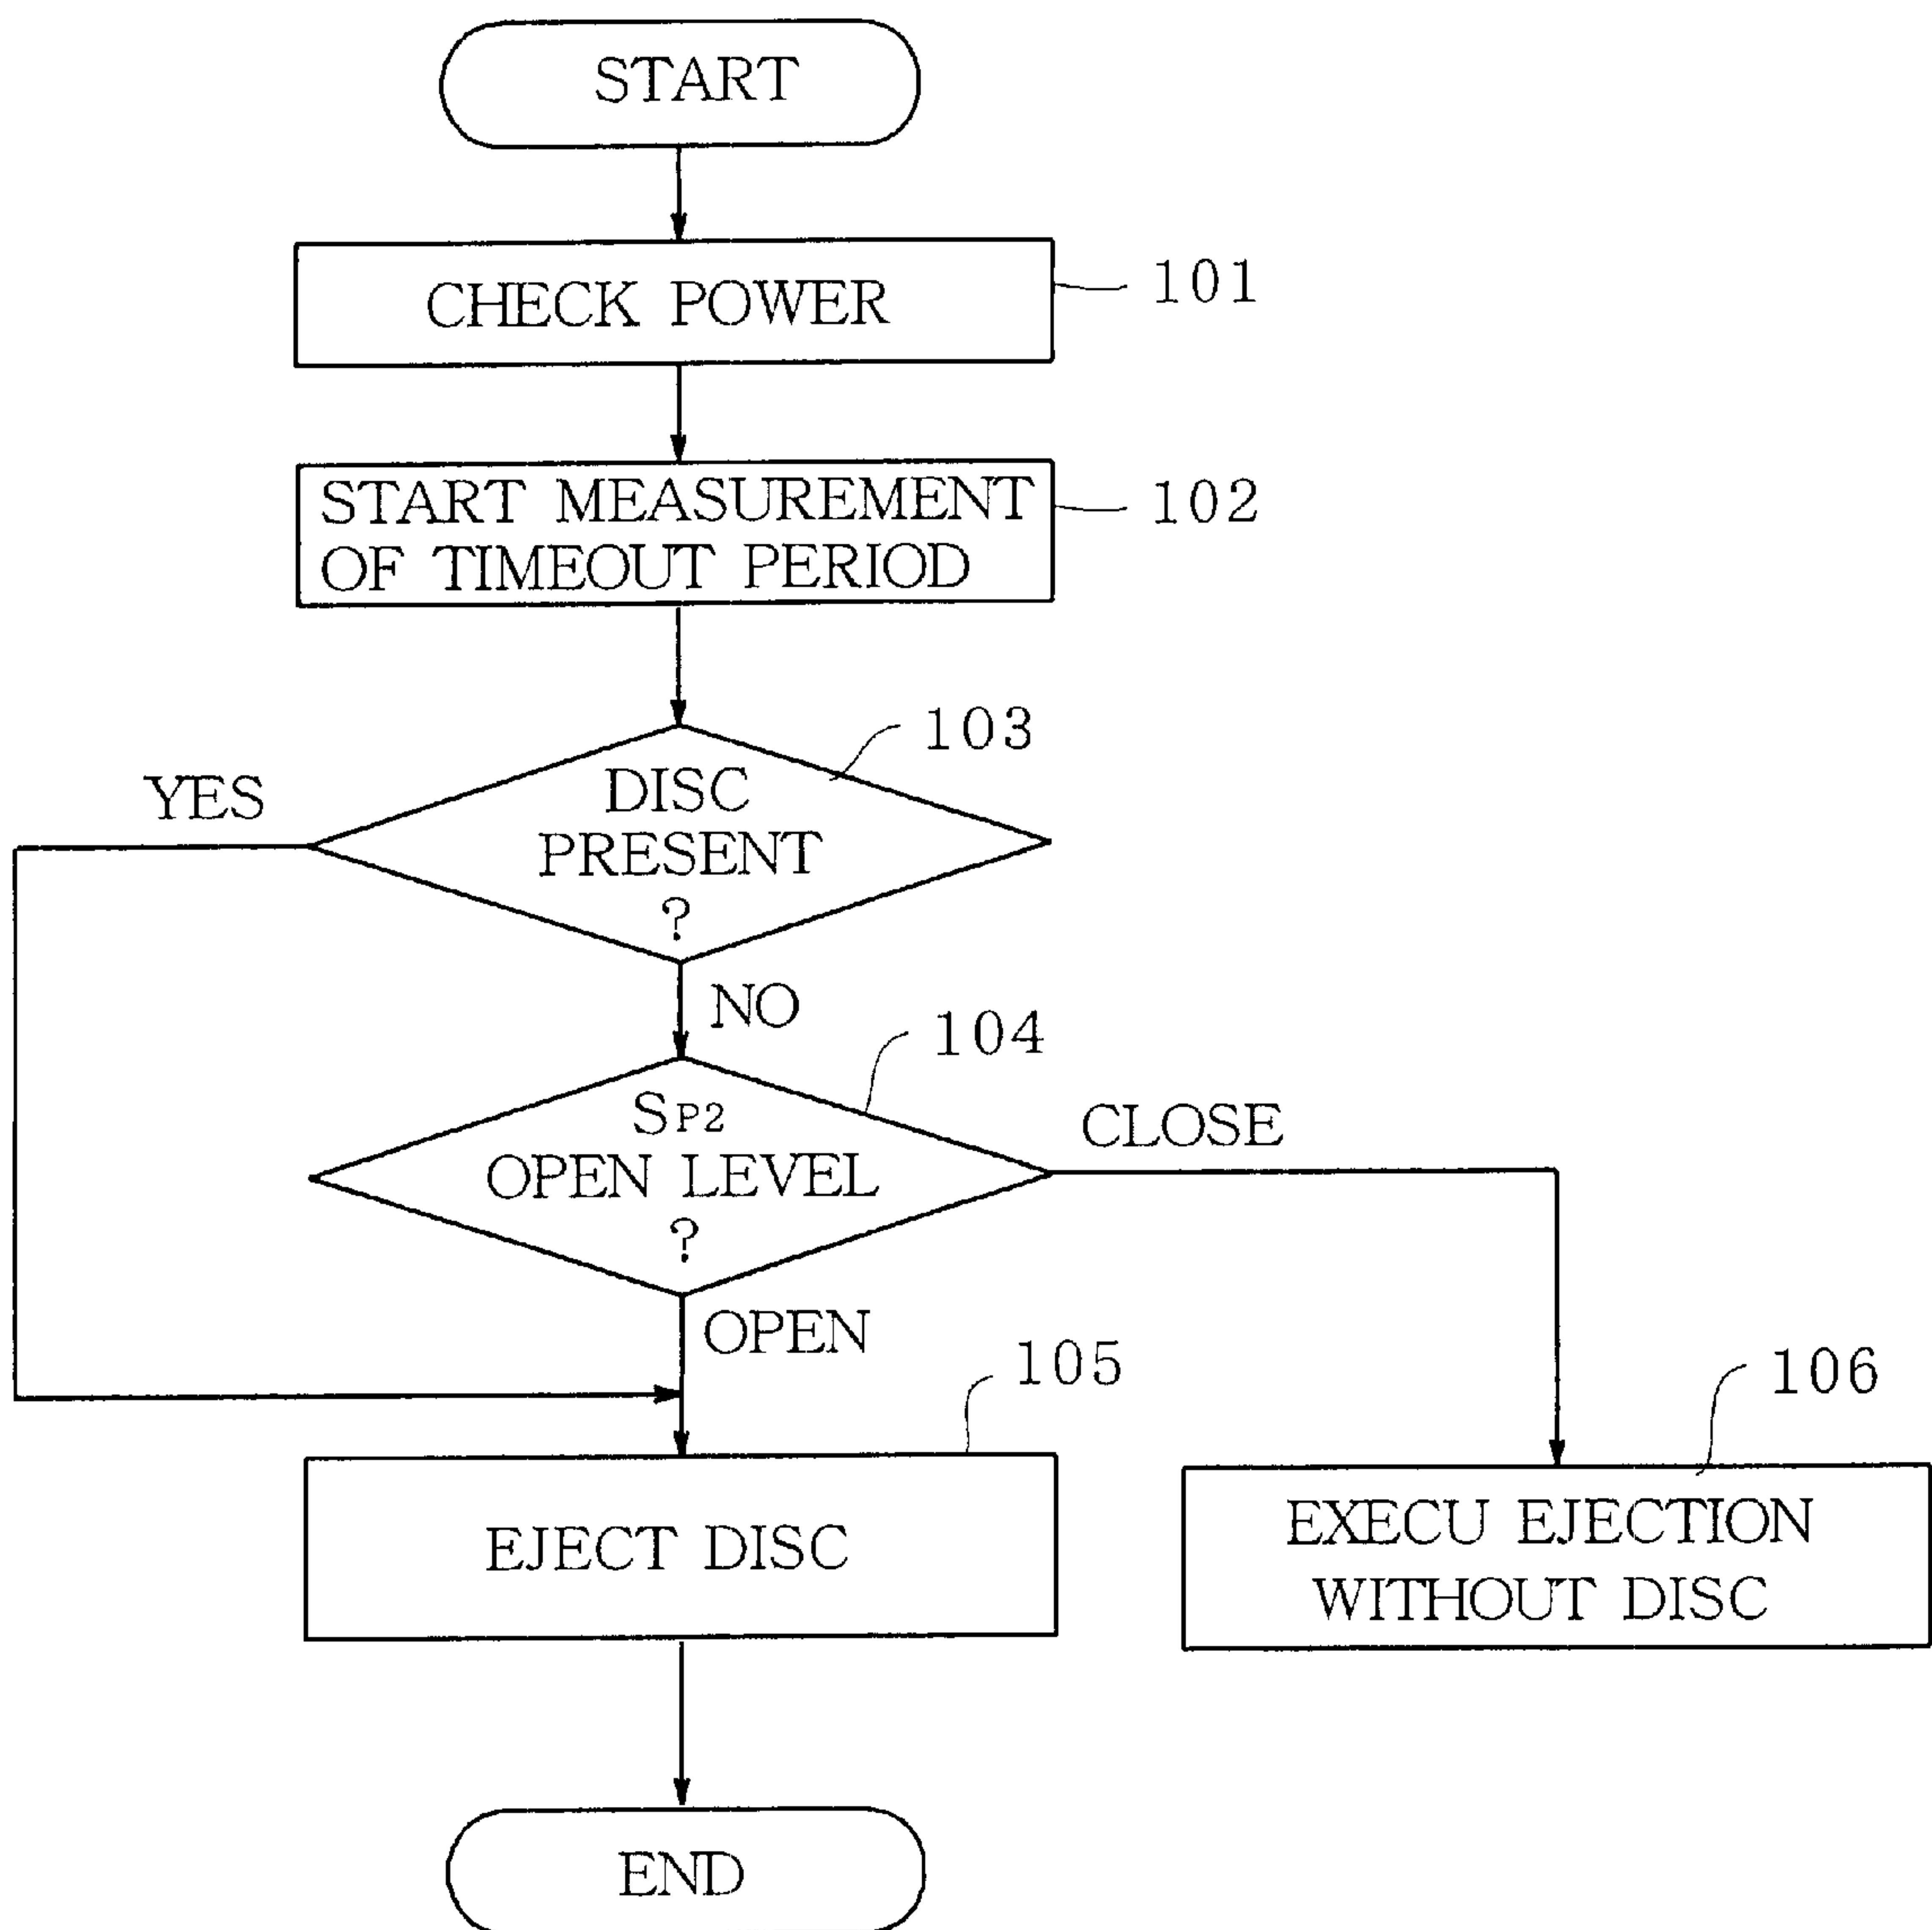 START
CHECK POWER
101
START MEASUREMENT
OF TIMEOUT PERIOD
102
103
YES
DISC
PRESENT
?
NO
104
SP2
OPEN LEVEL
?
CLOSE
OPEN
105
106
EJECT DISC
EXECU EJECTION
WITHOUT DISC
END